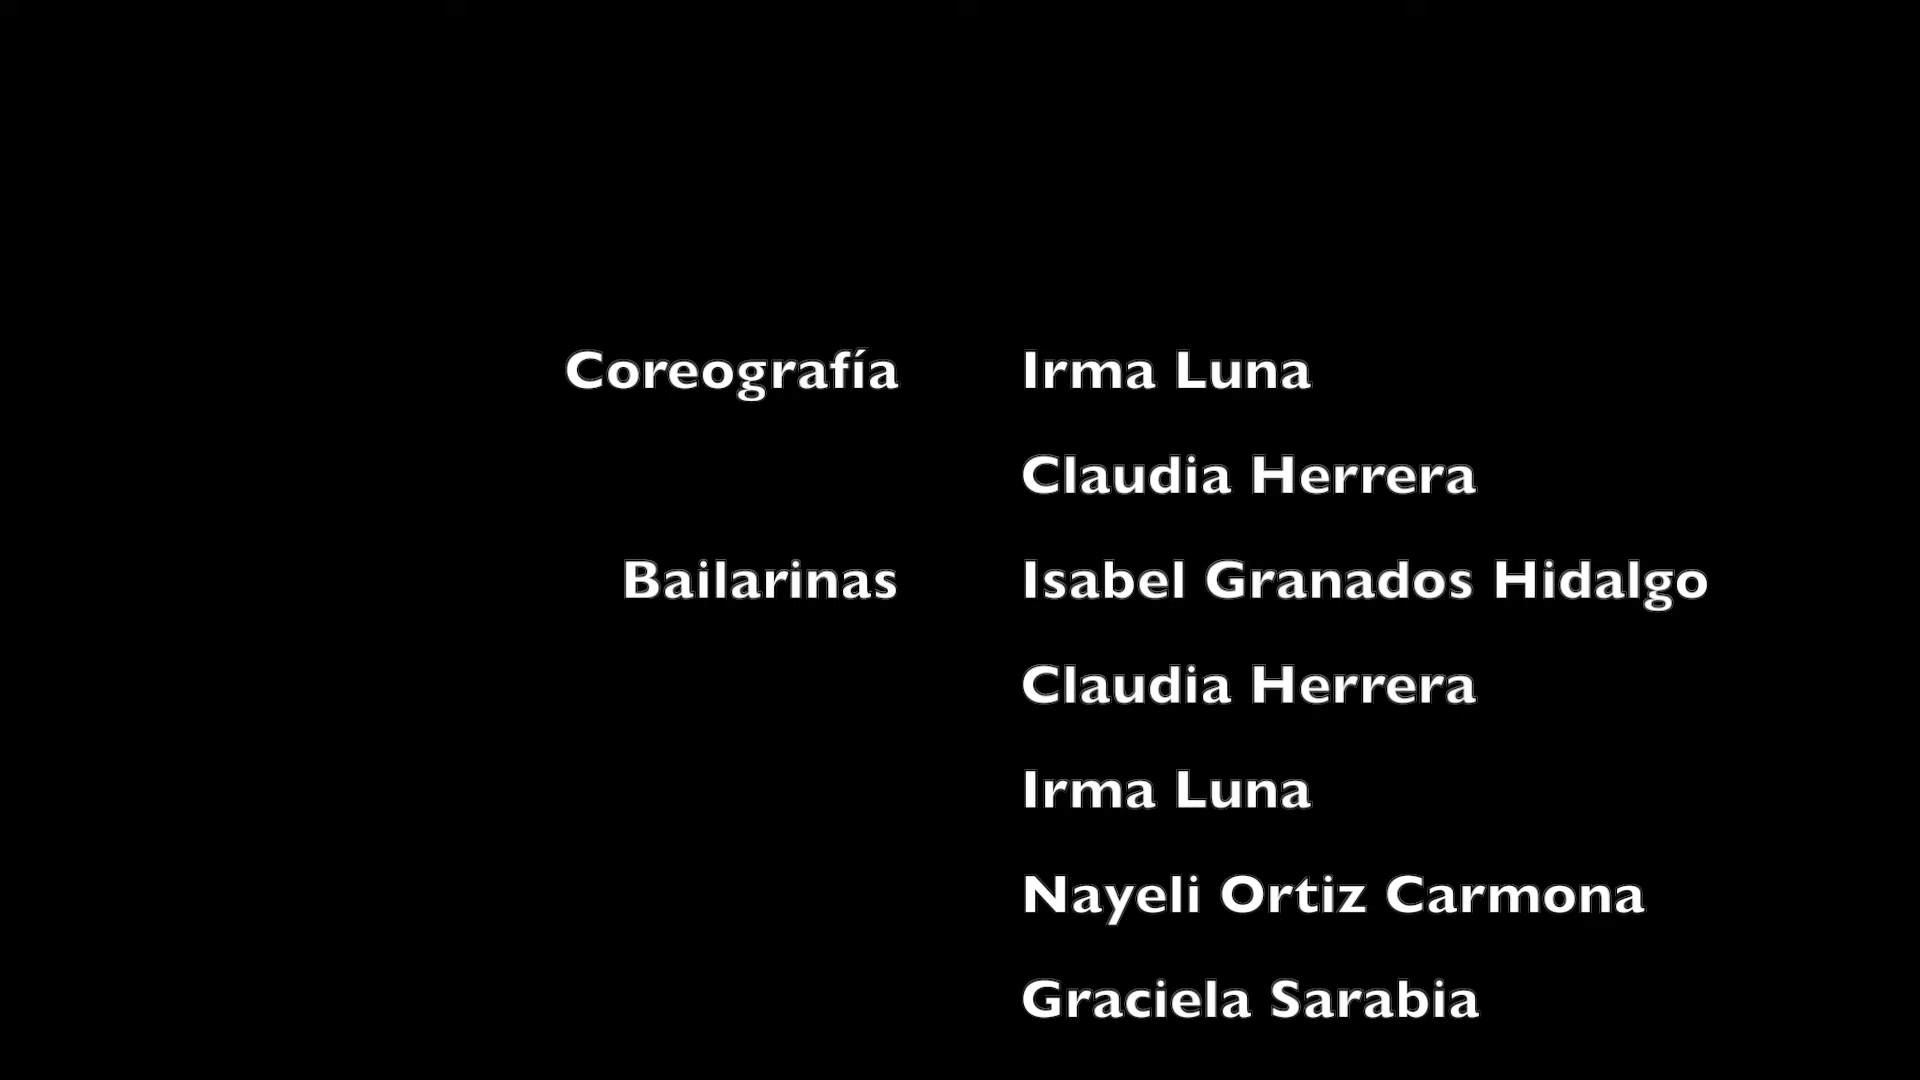 Coreografía Irma Luna
Claudia Herrera
Bailarinas Isabel Granados Hidalgo
Claudia Herrera
Irma Luna
Nayeli Ortiz Carmona
Graciela Sarabia